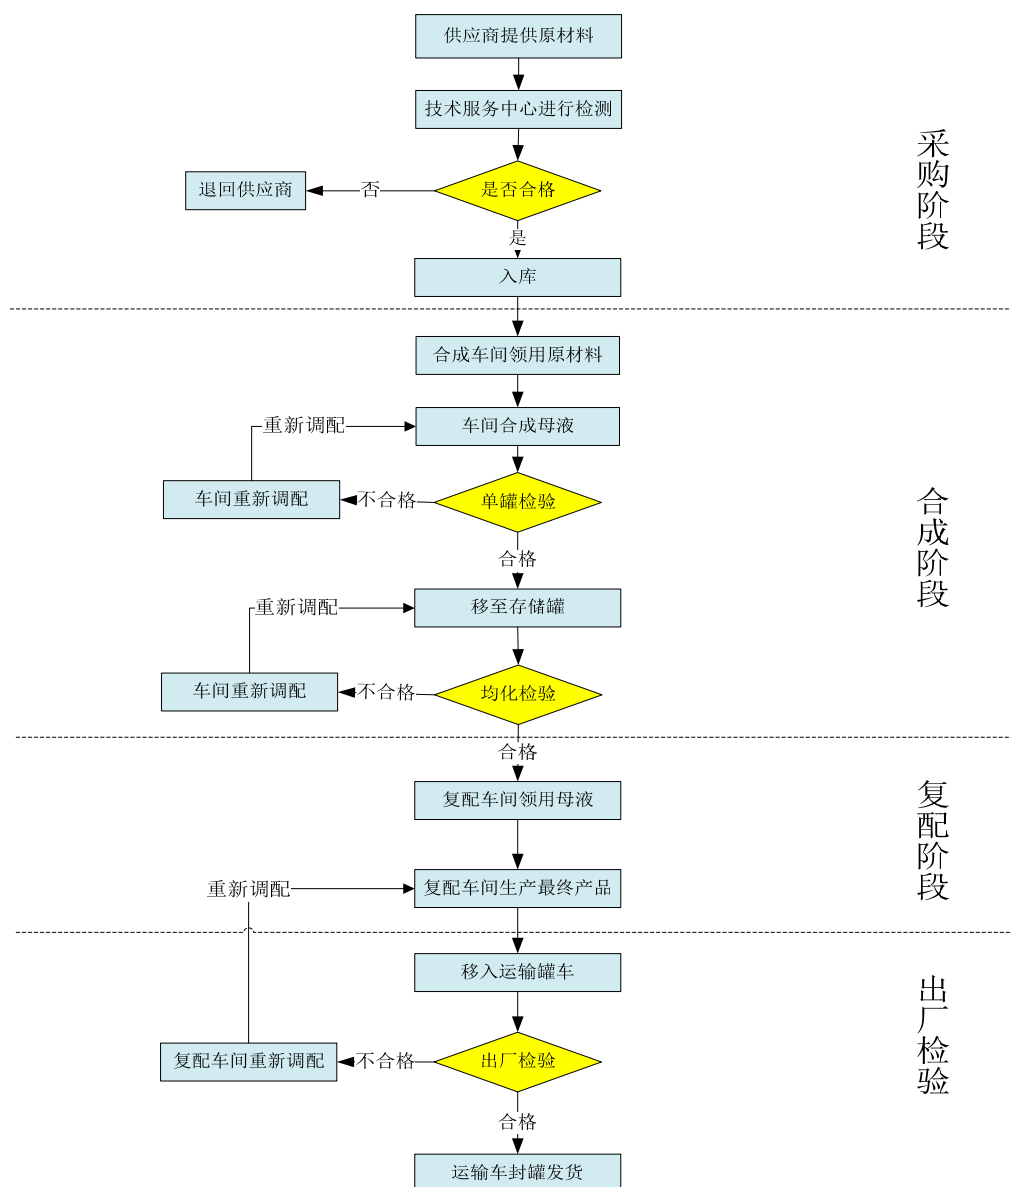 供应商提供原材料
技术服务中心进行检测
采购阶段
退回供应商
否
是否合格
是
入库
合成车间领用原材料
重新调配
车间合成母液
车间重新调配
不合格
单罐检验
合成阶段
合格
重新调配
移至存储罐
车间重新调配
不合格
均化检验
合格
复配车间领用母液
复配阶段
重新调配
复配车间生产最终产品
移入运输罐车
出厂检验
复配车间重新调配
不合格
出厂检验
合格
运输车封罐发货